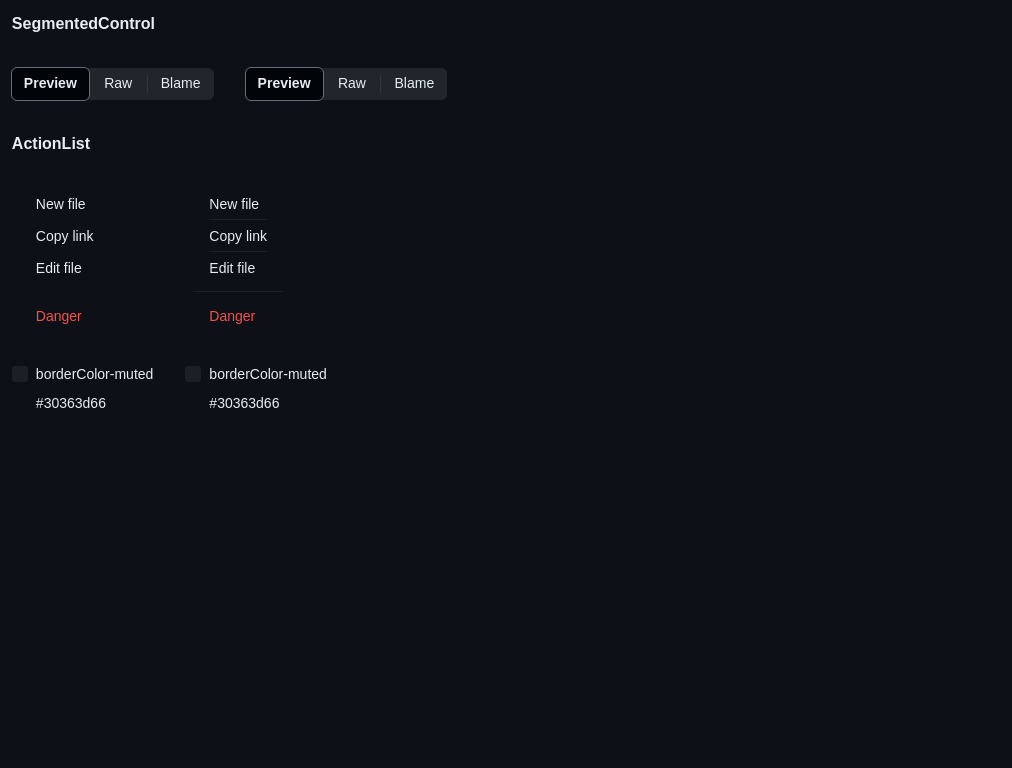 SegmentedControl
Preview Raw Blame Preview Raw Blame
ActionList
New file New file
Copy link Copy link
Edit file Edit file
Danger Danger
borderColor-muted borderColor-muted
#30363d66 #30363d66